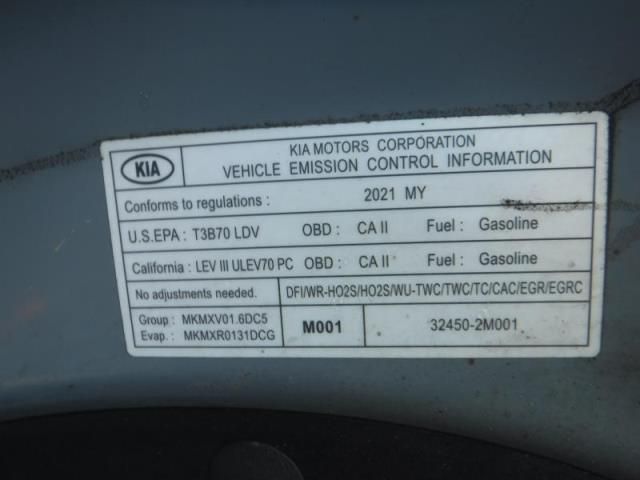 KIA
KIA MOTORS CORPORATION
VEHICLE EMISSION CONTROL INFORMATION
Conforms to regulations : 2021 MY
U.S.EPA : T3B70 LDV OBD : CA II Fuel : Gasoline
California : LEV III ULEV70 PC OBD : CA II Fuel : Gasoline
No adjustments needed. DFI/WR-HO2S/HO2S/WU-TWC/TWC/TC/CAC/EGR/EGRC
Group : MKMXV01.6DC5
Evap. : MKMXR0131DCG
M001
32450-2M001